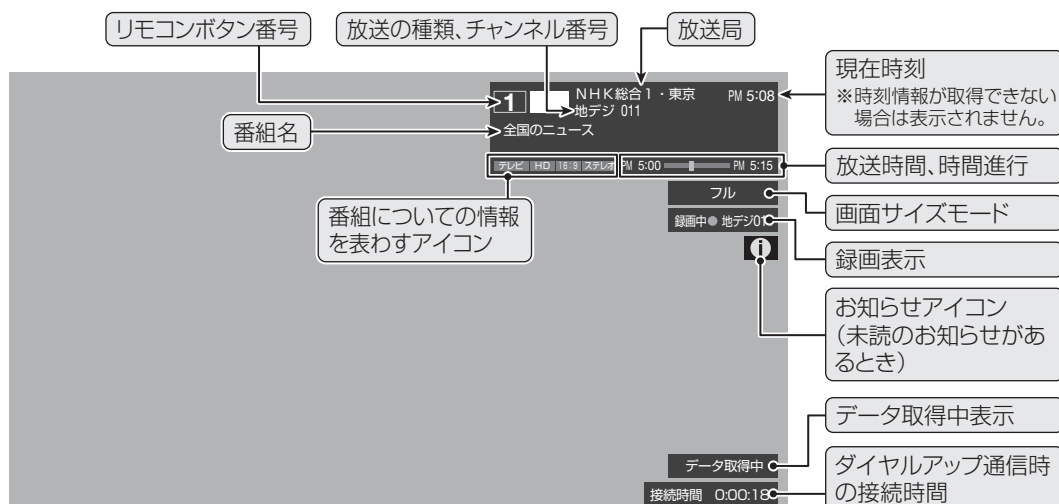 リモコンボタン番号
放送の種類、チャンネル番号
放送局
現在時刻
※時刻情報が取得できない
場合は表示されません。
1
NHK総合1・東京
PM 5:08
地デジ 011
番組名
全国のニュース
テレビ HD 16:9 ステレオ
PM 5:00
PM 5:15
放送時間、時間進行
フル
画面サイズモード
番組についての情報
を表わすアイコン
録画中● 地デジ01
録画表示
お知らせアイコン
(未読のお知らせがあ
るとき)
データ取得中
データ取得中表示
接続時間 0:00:18
ダイヤルアップ通信時
の接続時間